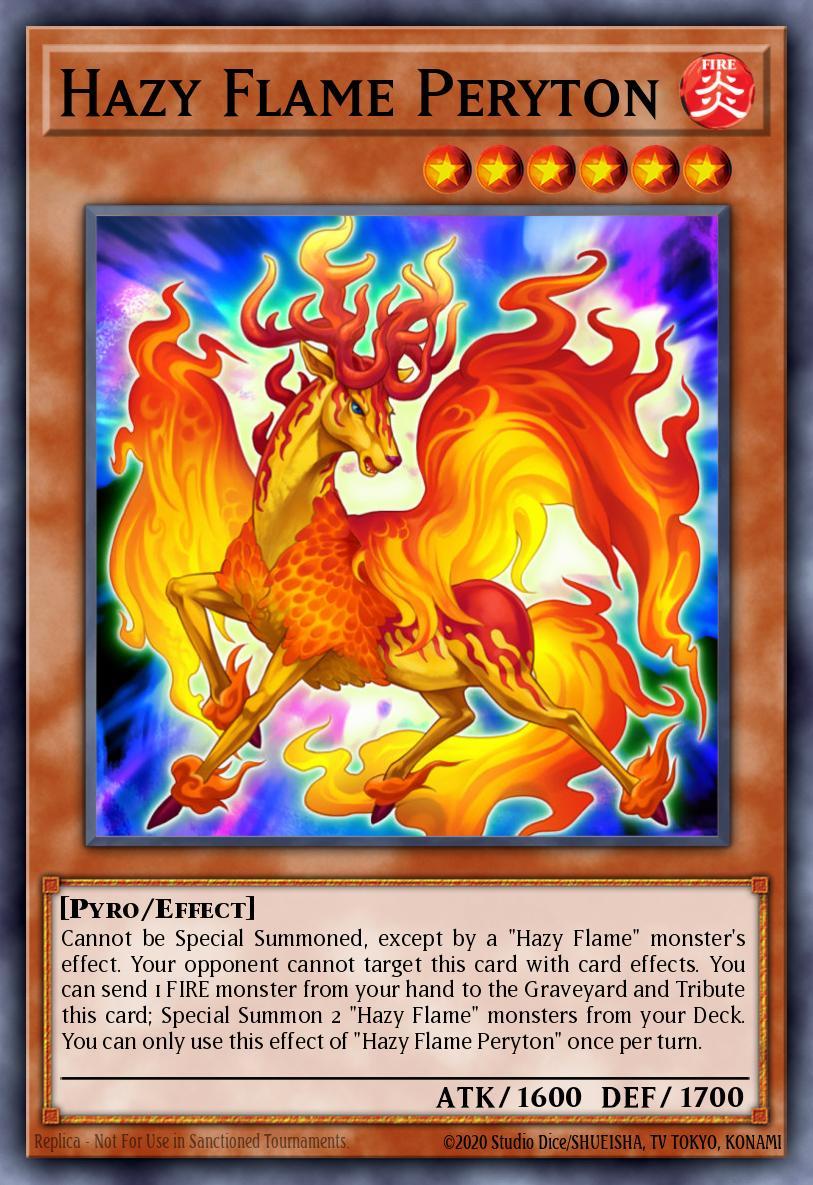 Hazy Flame Peryton
FIRE
炎
[Pyro/Effect]
Cannot be Special Summoned, except by a "Hazy Flame" monster's
effect. Your opponent cannot target this card with card effects. You
can send 1 FIRE monster from your hand to the Graveyard and Tribute
this card; Special Summon 2 "Hazy Flame" monsters from your Deck.
You can only use this effect of "Hazy Flame Peryton" once per turn.
ATK/1600 DEF/1700
Replica - Not For Use in Sanctioned Tournaments.
©2020 Studio Dice/SHUEISHA, TV TOKYO, KONAMI